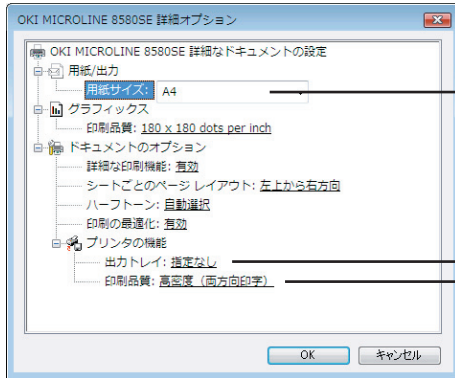 OKI MICROLINE 8580SE 詳細オプション
OKI MICROLINE 8580SE 詳細なドキュメントの設定
用紙/出力
用紙サイズ: A4
グラフィックス
印刷品質: 180 x 180 dots per inch
ドキュメントのオプション
詳細な印刷機能: 有効
シートごとのページ レイアウト: 左上から右方向
ハーフトーン: 自動選択
印刷の最適化: 有効
プリンタの機能
出力トレイ: 指定なし
印刷品質: 高密度（両方向印字）
OK キャンセル